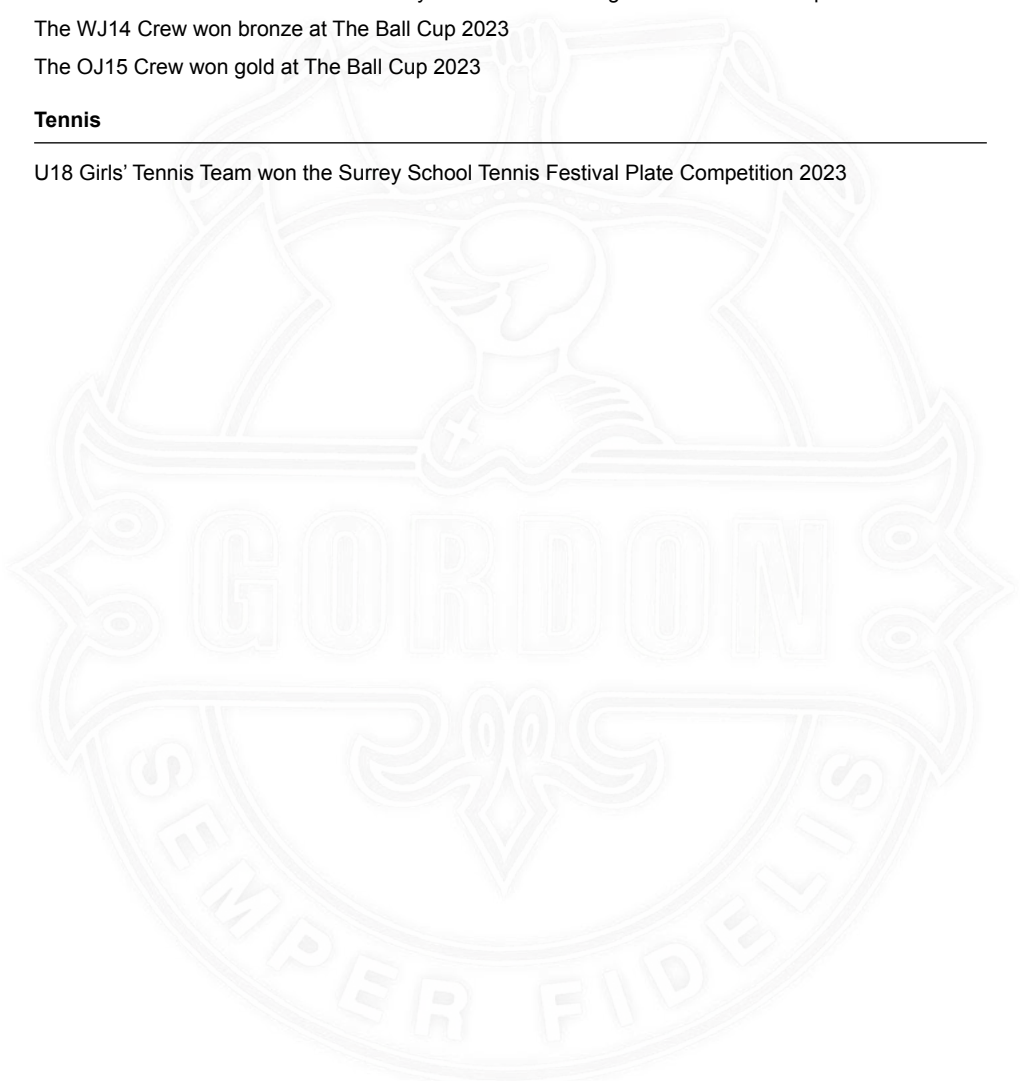 The WJ14 Crew won bronze at The Ball Cup 2023
The OJ15 Crew won gold at The Ball Cup 2023
Tennis
U18 Girls’ Tennis Team won the Surrey School Tennis Festival Plate Competition 2023
GORDON
SEMPER FIDELIS